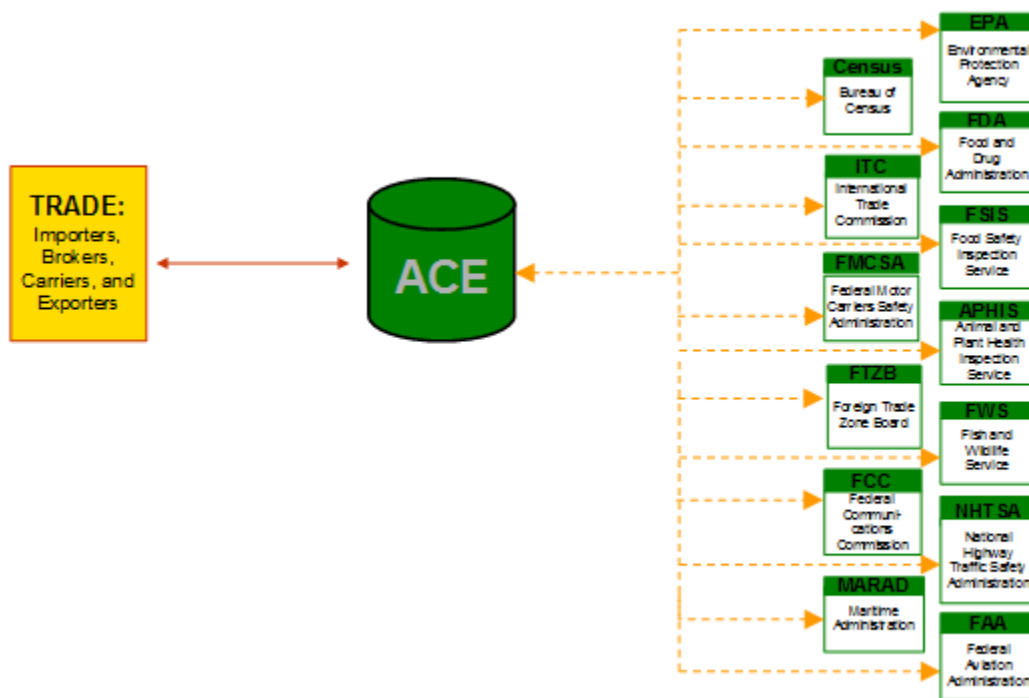 TRADE:
Importers,
Brokers,
Carriers, and
Exporters
ACE
Census
Bureau of
Census
ITC
International
Trade
Commission
FMCSA
Federal Motor
Carriers Safety
Administration
FTZB
Foreign Trade
Zone Board
FCC
Federal
Communi-
cations
Commission
MARAD
Maritime
Administration
EPA
Environmental
Protection
Agency
FDA
Food and
Drug
Administration
FSIS
Food Safety
Inspection
Service
APHIS
Animal and
Plant Health
Inspection
Service
FWS
Fish and
Wildlife
Service
NHTSA
National
Highway
Traffic Safety
Administration
FAA
Federal
Aviation
Administration